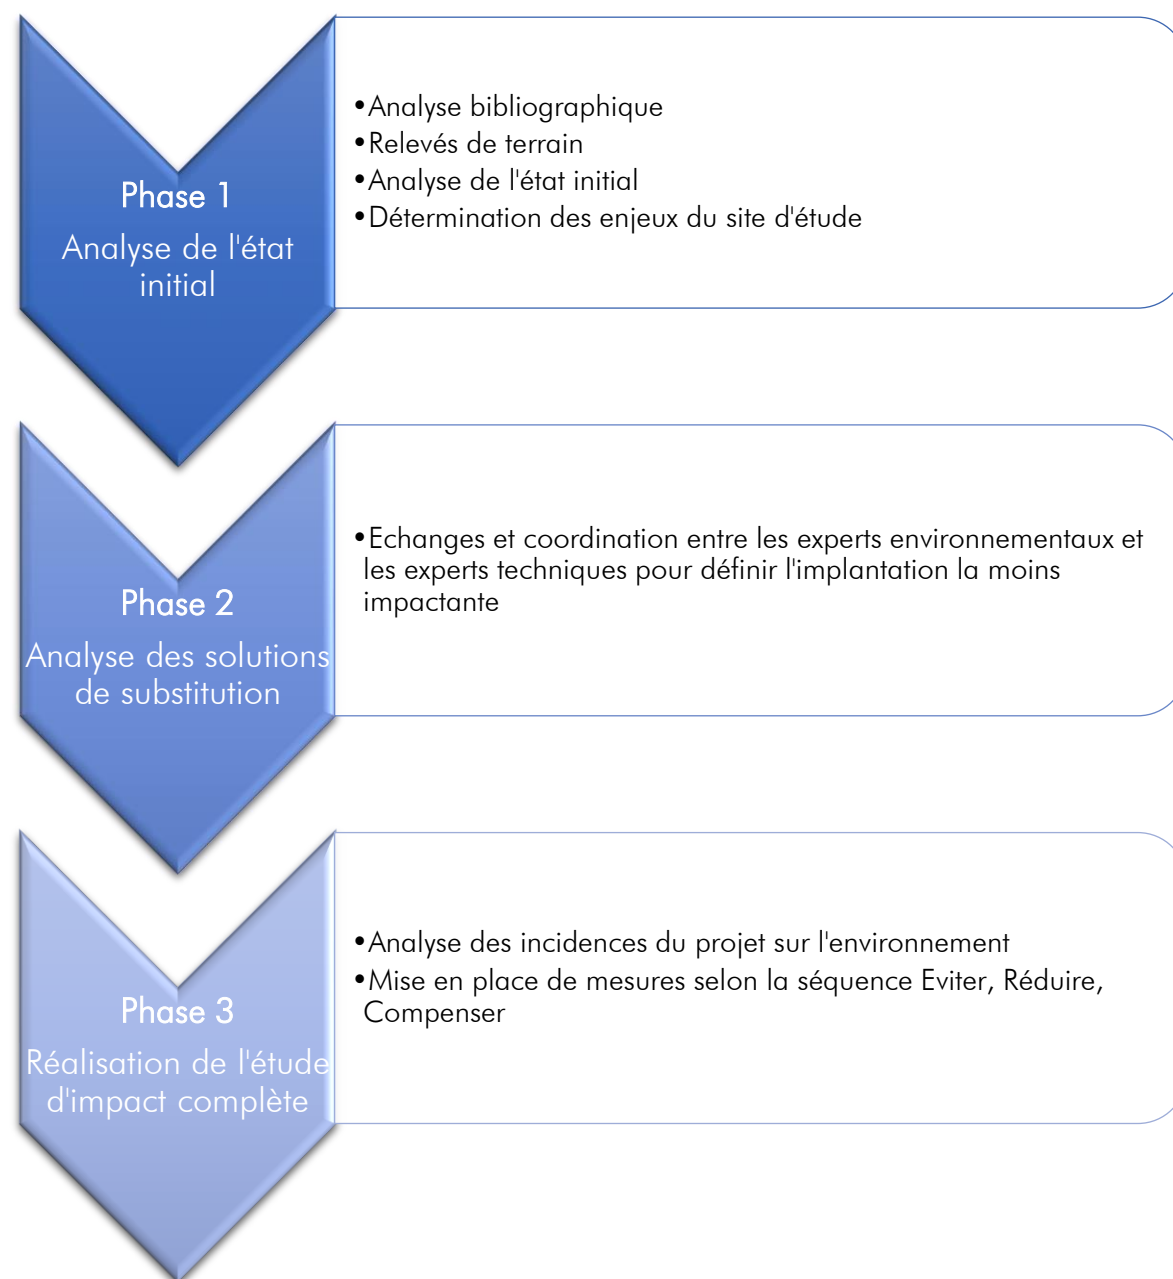 Phase 1
Analyse de l'état
initial
•Analyse bibliographique
•Relevés de terrain
•Analyse de l'état initial
•Détermination des enjeux du site d'étude
Phase 2
Analyse des solutions
de substitution
•Echanges et coordination entre les experts environnementaux et
les experts techniques pour définir l'implantation la moins
impactante
Phase 3
Réalisation de l'étude
d'impact complète
•Analyse des incidences du projet sur l'environnement
•Mise en place de mesures selon la séquence Eviter, Réduire,
Compenser